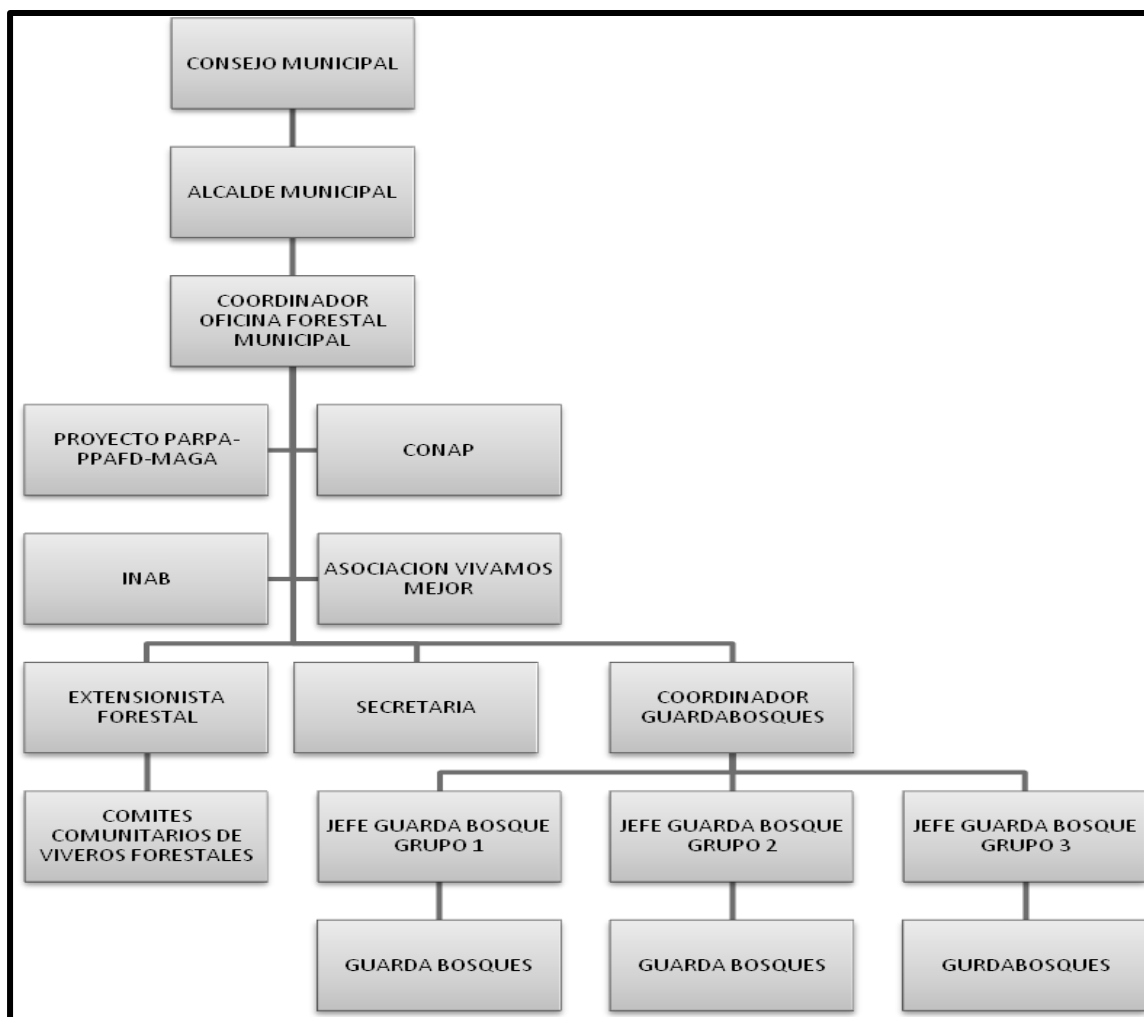 CONSEJO MUNICIPAL
ALCALDE MUNICIPAL
COORDINADOR
OFICINA FORESTAL
MUNICIPAL
PROYECTO PARPA-
PPAFD-MAGA
CONAP
INAB
ASOCIACION VIVAMOS
MEJOR
EXTENSIONISTA
FORESTAL
SECRETARIA
COORDINADOR
GUARDABOSQUES
COMITES
COMUNITARIOS DE
VIVEROS FORESTALES
JEFE GUARDA BOSQUE
GRUPO 1
JEFE GUARDA BOSQUE
GRUPO 2
JEFE GUARDA BOSQUE
GRUPO 3
GUARDA BOSQUES
GUARDA BOSQUES
GURDABOSQUES